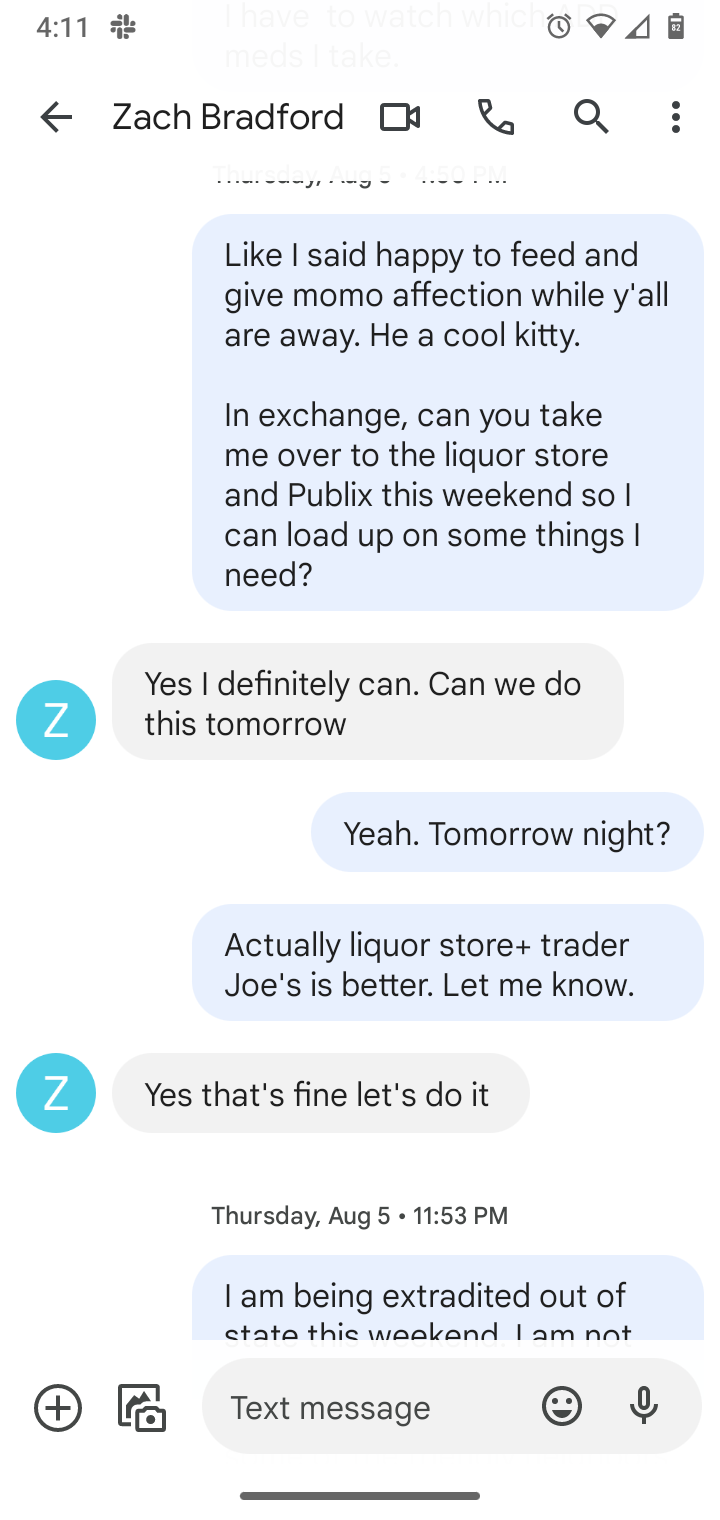 I have to watch which ADD
4:11
82
meds I take.
Zach Bradford
Thursday, Aug 5 • 4:50 PM
Like I said happy to feed and
give momo affection while y'all
are away. He a cool kitty.
In exchange, can you take
me over to the liquor store
and Publix this weekend so I
can load up on some things I
need?
Yes I definitely can. Can we do
this tomorrow
Z
Yeah. Tomorrow night?
Actually liquor store+ trader
Joe's is better. Let me know.
Z
Yes that's fine let's do it
Thursday, Aug 5 • 11:53 PM
I am being extradited out of
state this weekend. I am not
Text message